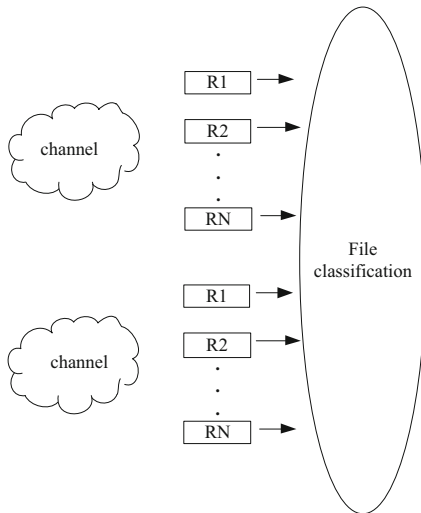 R1
channel
R2
RN
File
classification
R1
channel
R2
RN